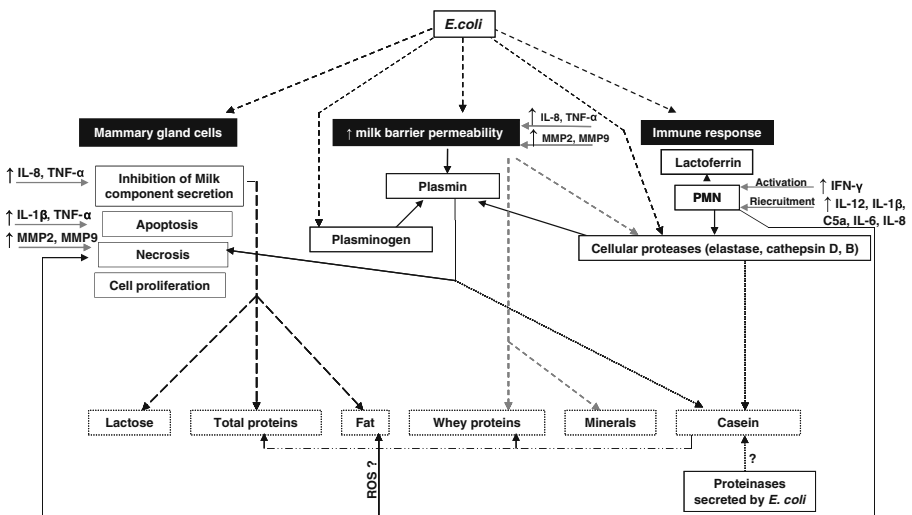 E.coli
Mammary gland cells
↑ milk barrier permeability
↑ IL-8, TNF-α
↑ MMP2, MMP9
Immune response
Lactoferrin
PMN
Activation
↑ IFN-γ
Riecruitment
↑ IL-12, IL-1β,
C5a, IL-6, IL-8
↑ IL-8, TNF-α
Inhibition of Milk
component secretion
↑ IL-1β, TNF-α
Apoptosis
↑ MMP2, MMP9
Necrosis
Cell proliferation
Plasmin
Plasminogen
Cellular proteases (elastase, cathepsin D, B)
Lactose
Total proteins
Fat
Whey proteins
Minerals
Casein
ROS ?
?
Proteinases
secreted by E. coli